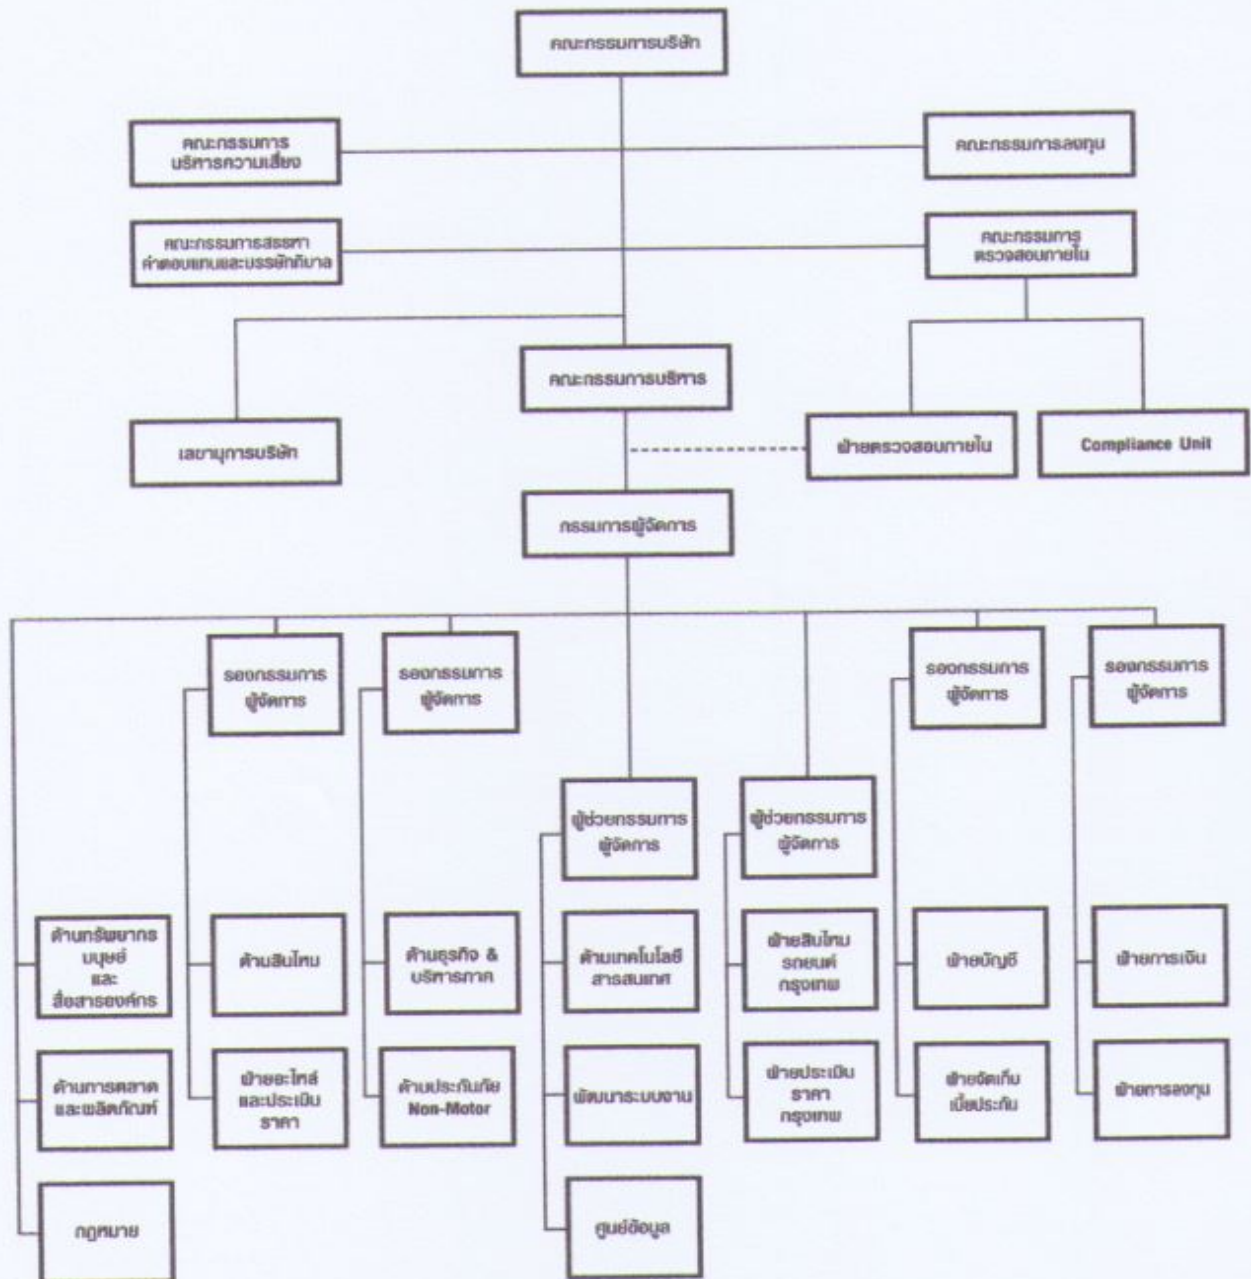 คณะกรรมการบริษัท
คณะกรรมการ
บริหารความเสี่ยง
คณะกรรมการลงทุน
คณะกรรมการสรรหา
ค่าตอบแทนและบรรษัทภิบาล
คณะกรรมการ
ตรวจสอบภายใน
คณะกรรมการบริหาร
เลขานุการบริษัท
ฝ่ายตรวจสอบภายใน
Compliance Unit
กรรมการผู้จัดการ
รองกรรมการ
ผู้จัดการ
รองกรรมการ
ผู้จัดการ
รองกรรมการ
ผู้จัดการ
รองกรรมการ
ผู้จัดการ
ผู้ช่วยกรรมการ
ผู้จัดการ
ผู้ช่วยกรรมการ
ผู้จัดการ
ด้านทรัพยากร
มนุษย์
และ
สื่อสารองค์กร
ด้านสินไหม
ด้านธุรกิจ &
บริหารภาค
ด้านเทคโนโลยี
สารสนเทศ
ฝ่ายสินไหม
รถยนต์
กรุงเทพ
ฝ่ายบัญชี
ฝ่ายการเงิน
ด้านการตลาด
และผลิตภัณฑ์
ฝ่ายอะไหล่
และประเมิน
ราคา
ด้านประกันภัย
Non-Motor
พัฒนาระบบงาน
ฝ่ายประเมิน
ราคา
กรุงเทพ
ฝ่ายจัดเก็บ
เบี้ยประกัน
ฝ่ายการลงทุน
กฎหมาย
ศูนย์ข้อมูล